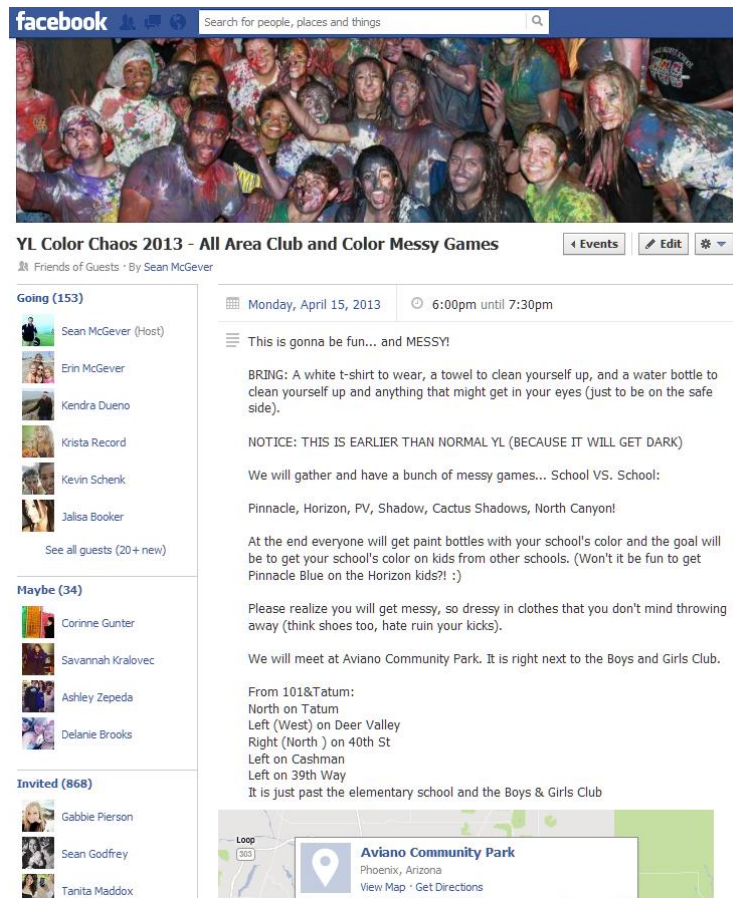 facebook
Search for people, places and things
YL Color Chaos 2013 - All Area Club and Color Messy Games
Events
Edit
Friends of Guests · By Sean McGever
Going (153)
Sean McGever (Host)
Erin McGever
Kendra Dueno
Krista Record
Kevin Schenk
Jalisa Booker
See all guests (20+ new)
Maybe (34)
Corinne Gunter
Savannah Kralovec
Ashley Zepeda
Delanie Brooks
Invited (868)
Gabbie Pierson
Sean Godfrey
Tanita Maddox
Monday, April 15, 2013
6:00pm until 7:30pm
This is gonna be fun... and MESSY!
BRING: A white t-shirt to wear, a towel to clean yourself up, and a water bottle to
clean yourself up and anything that might get in your eyes (just to be on the safe
side).
NOTICE: THIS IS EARLIER THAN NORMAL YL (BECAUSE IT WILL GET DARK)
We will gather and have a bunch of messy games... School VS. School:
Pinnacle, Horizon, PV, Shadow, Cactus Shadows, North Canyon!
At the end everyone will get paint bottles with your school's color and the goal will
be to get your school's color on kids from other schools. (Won't it be fun to get
Pinnacle Blue on the Horizon kids?! :)
Please realize you will get messy, so dressy in clothes that you don't mind throwing
away (think shoes too, hate ruin your kicks).
We will meet at Aviano Community Park. It is right next to the Boys and Girls Club.
From 101&Tatum:
North on Tatum
Left (West) on Deer Valley
Right (North ) on 40th St
Left on Cashman
Left on 39th Way
It is just past the elementary school and the Boys & Girls Club
Loop
303
Aviano Community Park
Phoenix, Arizona
View Map · Get Directions